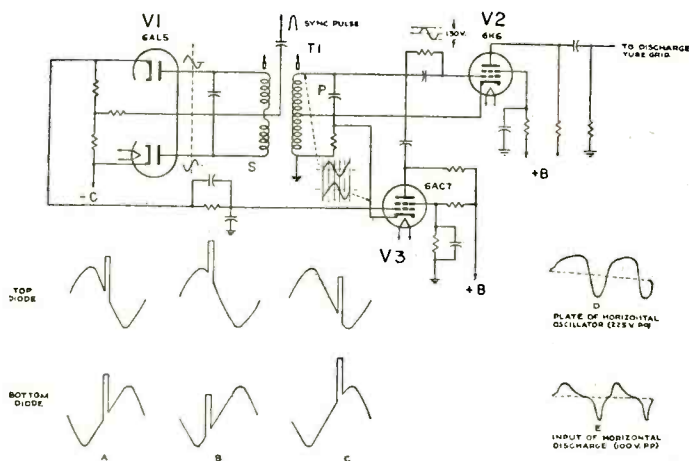 V1
6AL5
SYNC PULSE
T1
130V.
V2
6K6
TO DISCHARGE
TUBE GRID
P
S
-C
+B
6AC7
V3
+B
TOP
DIODE
BOTTOM
DIODE
A
B
C
D
PLATE OF HORIZONTAL
OSCILLATOR (225 V. PP)
E
INPUT OF HORIZONTAL
DISCHARGE (100 V. PP)